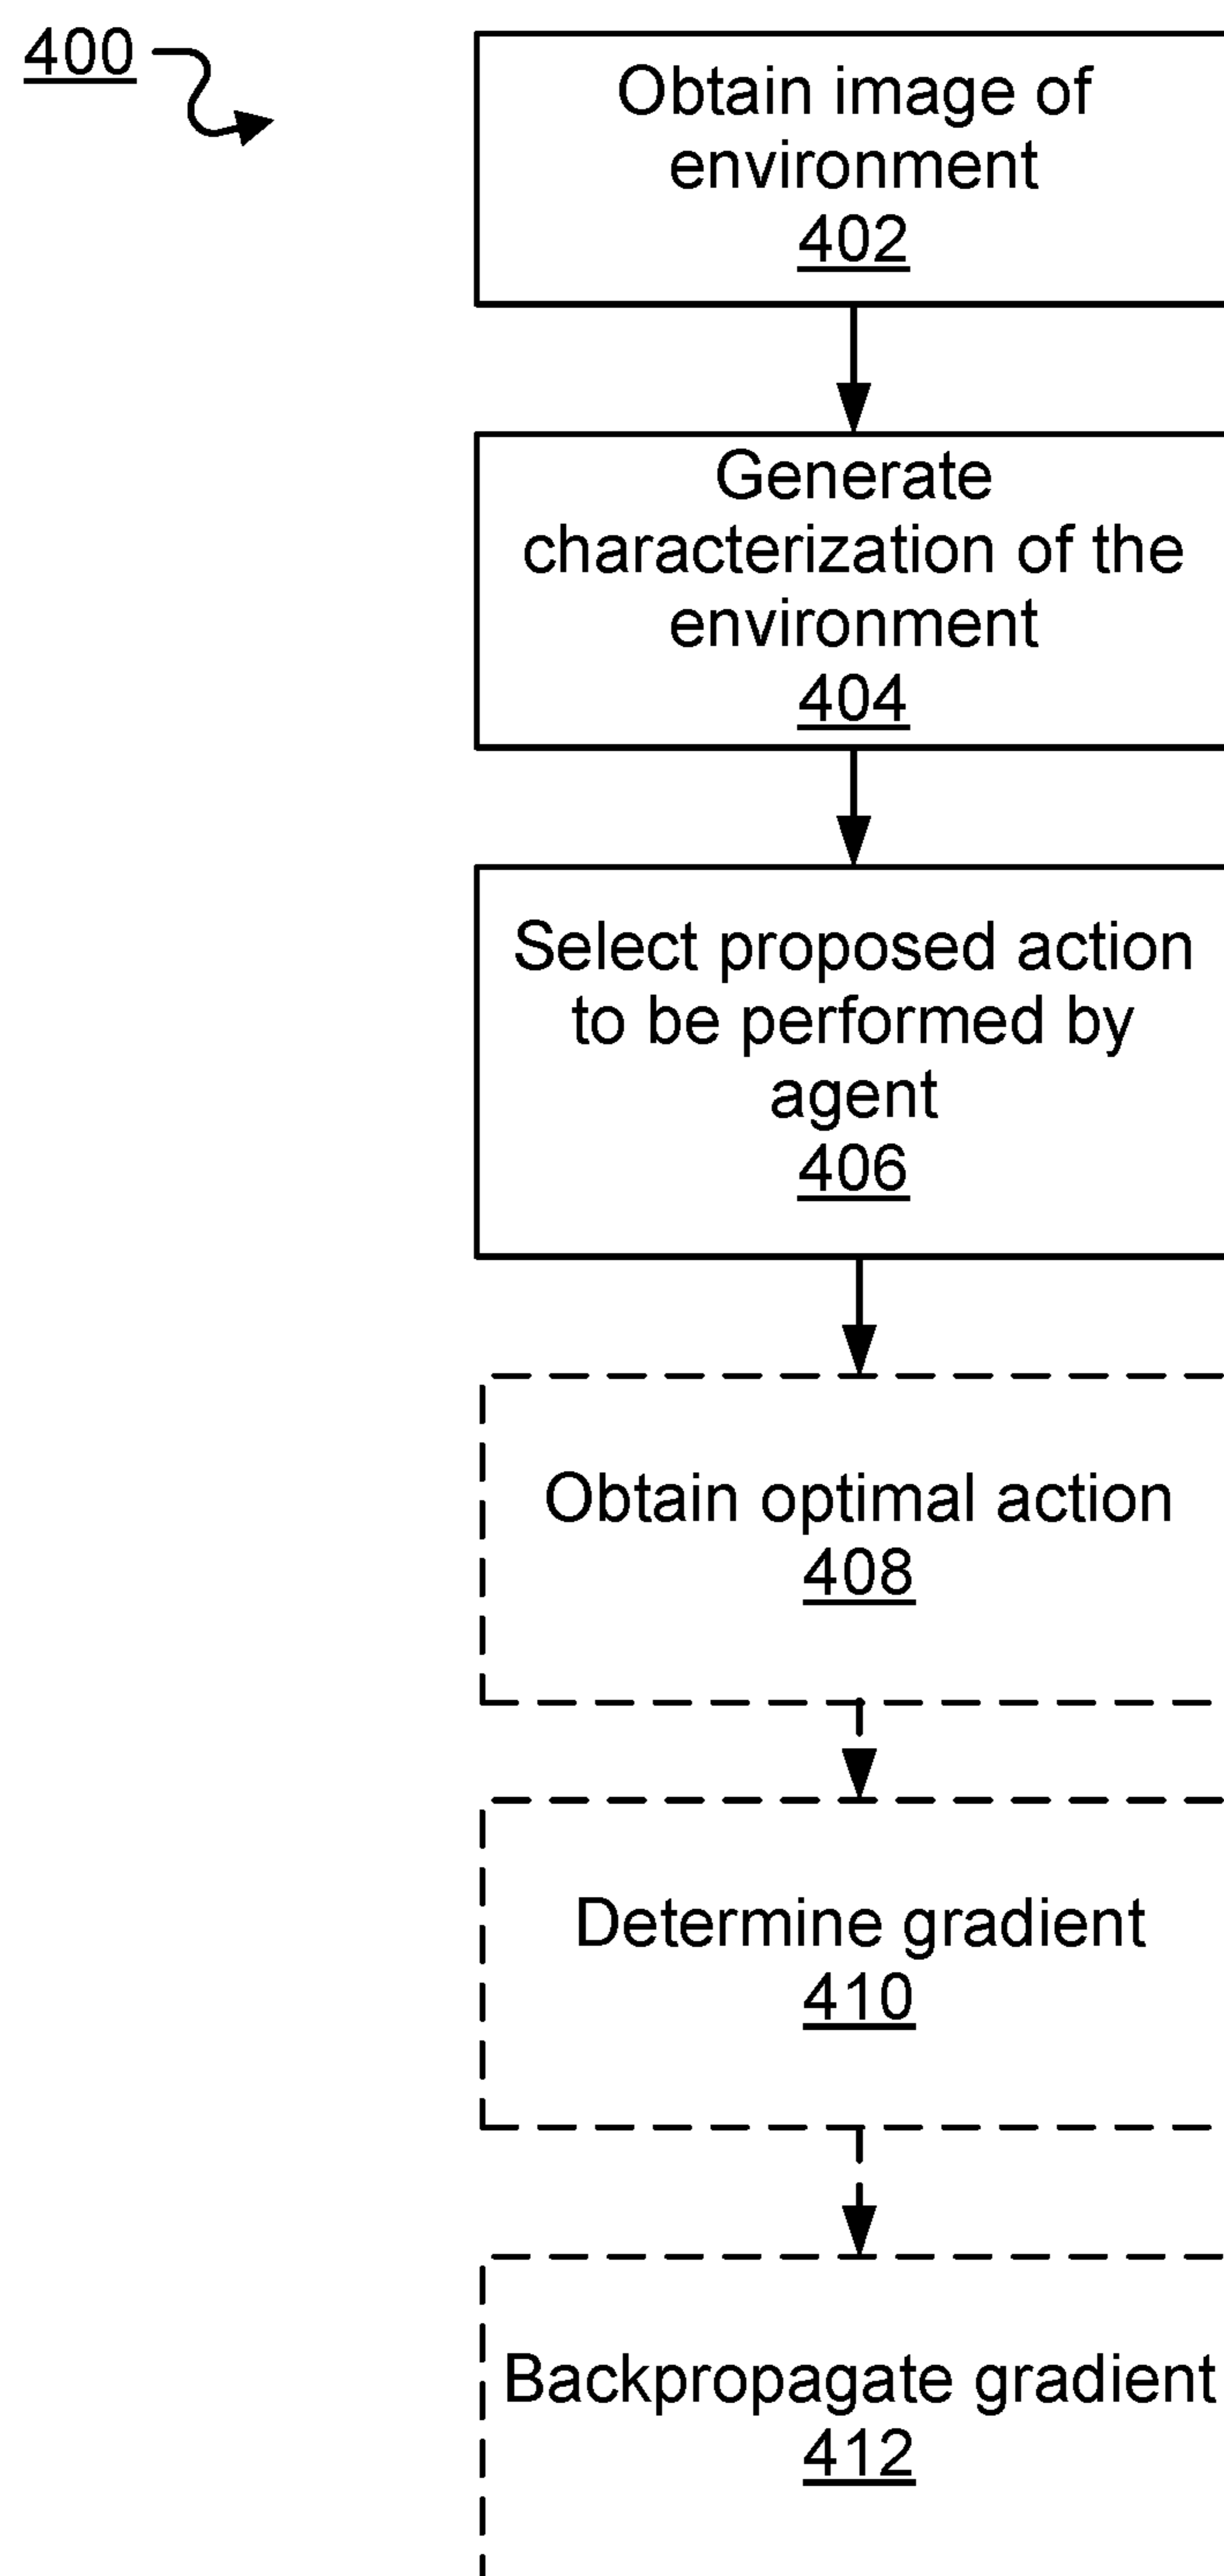 400
Obtain image of
environment
402
Generate
characterization of the
environment
404
Select proposed action
to be performed by
agent
406
Obtain optimal action
408
Determine gradient
410
Backpropagate gradient
412